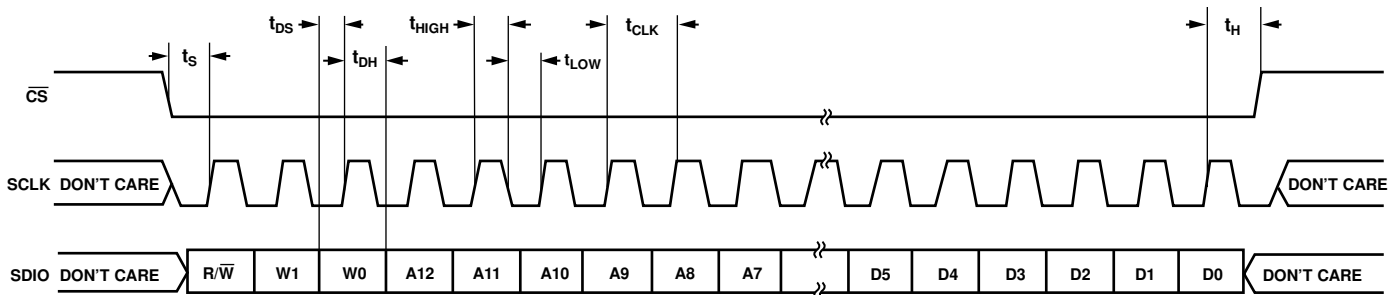 tDS tHIGH tCLK tH
tS tDH tLOW
CS
SCLK DON'T CARE DON'T CARE
SDIO DON'T CARE R/W W1 W0 A12 A11 A10 A9 A8 A7 D5 D4 D3 D2 D1 D0 DON'T CARE